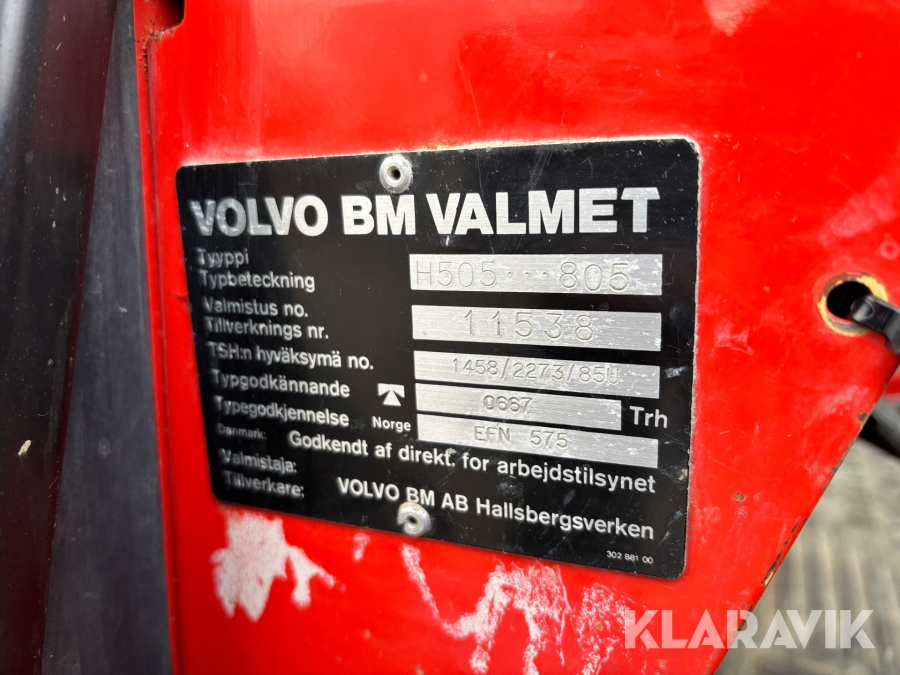 VOLVO BM VALMET
Tyyppi
Typbeteckning
H505---805
Valmistus no.
Tillverknings nr.
11538
TSH:n hyväksymä no.
1458/2273/85U
Typgodkännande
0667 Trh
Typegodkjennelse Norge
EFN 575
Danmark: Godkendt af direkt. for arbejdstilsynet
Valmistaja:
Tillverkare: VOLVO BM AB Hallsbergsverken
302 881 00
KLARAVIK